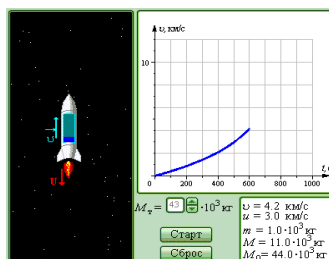 υ, км/с
10
0 200 400 600 800 1000
t, с
υ
u
Mт = 43 ·10³ кг
Старт
Сброс
υ = 4.2 км/с
u = 3.0 км/с
m = 1.0·10³ кг
M = 11.0·10³ кг
M₀ = 44.0·10³ кг